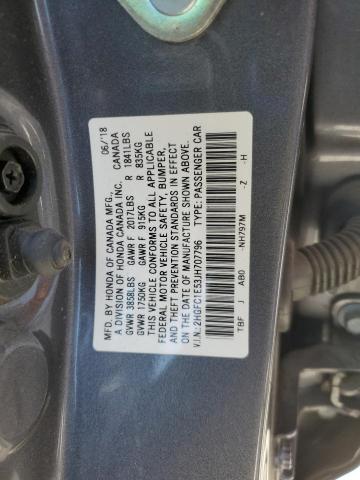 MFD. BY HONDA OF CANADA MFG., 06/'18
A DIVISION OF HONDA CANADA INC. CANADA
GVWR 3858LBS GAWR F 2017LBS R 1841LBS
GVWR 1750KG GAWR F 915KG R 835KG
THIS VEHICLE CONFORMS TO ALL APPLICABLE
FEDERAL MOTOR VEHICLE SAFETY, BUMPER,
AND THEFT PREVENTION STANDARDS IN EFFECT
ON THE DATE OF MANUFACTURE SHOWN ABOVE.
V.I.N.: 2HGFC1E53JH707796 TYPE: PASSENGER CAR
TBF J AB0 -NH797M -Z -H